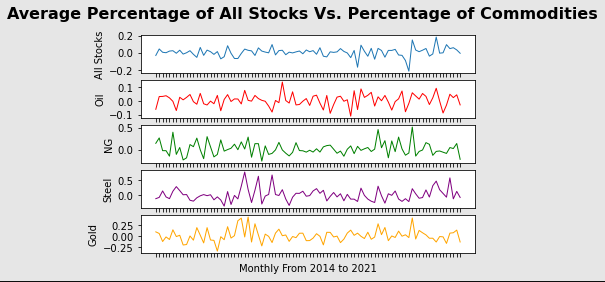 Average Percentage of All Stocks Vs. Percentage of Commodities
All Stocks
0.2
0.0
−0.2
Oil
0.1
0.0
−0.1
NG
0.5
0.0
Steel
0.5
0.0
Gold
0.25
0.00
−0.25
Monthly From 2014 to 2021